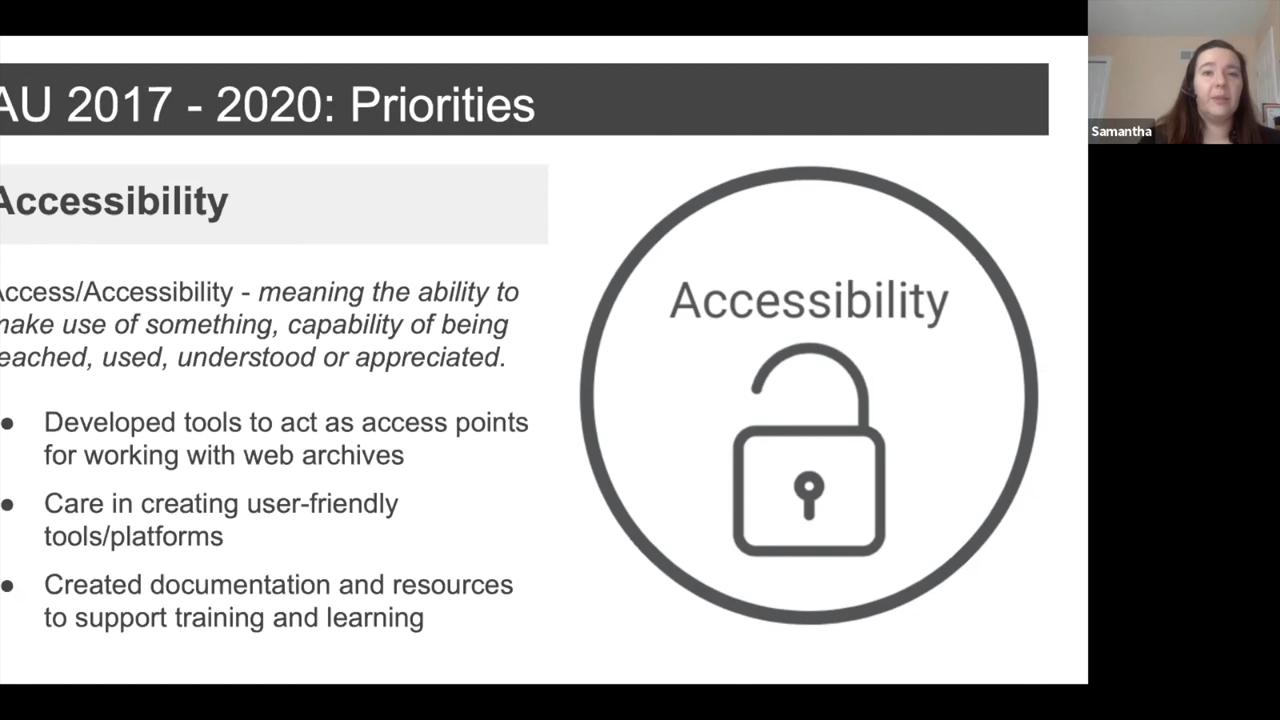 AU 2017 - 2020: Priorities
Samantha
Accessibility
Access/Accessibility - meaning the ability to
make use of something, capability of being
reached, used, understood or appreciated.
● Developed tools to act as access points
for working with web archives
● Care in creating user-friendly
tools/platforms
● Created documentation and resources
to support training and learning
Accessibility